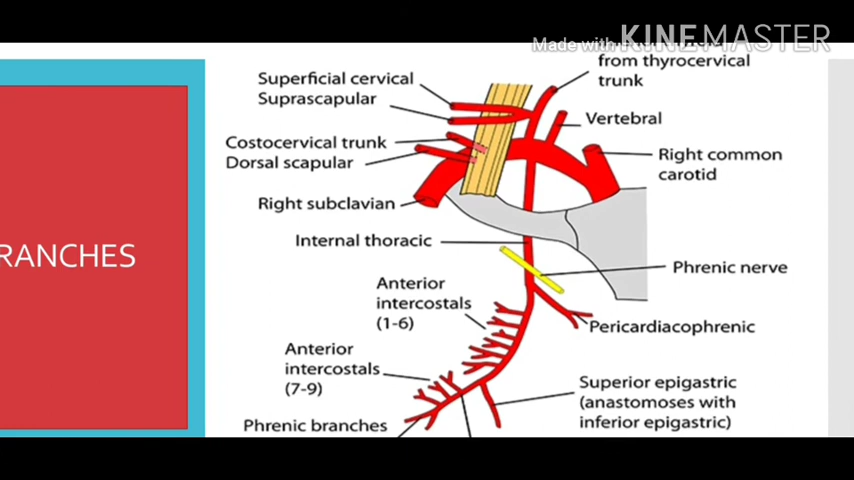 Made with KINEMASTER
from thyrocervical
trunk
Superficial cervical
Suprascapular
Vertebral
Costocervical trunk
Dorsal scapular
Right common
carotid
Right subclavian
RANCHES
Internal thoracic
Phrenic nerve
Anterior
intercostals
(1-6)
Pericardiacophrenic
Anterior
intercostals
(7-9)
Superior epigastric
(anastomoses with
inferior epigastric)
Phrenic branches